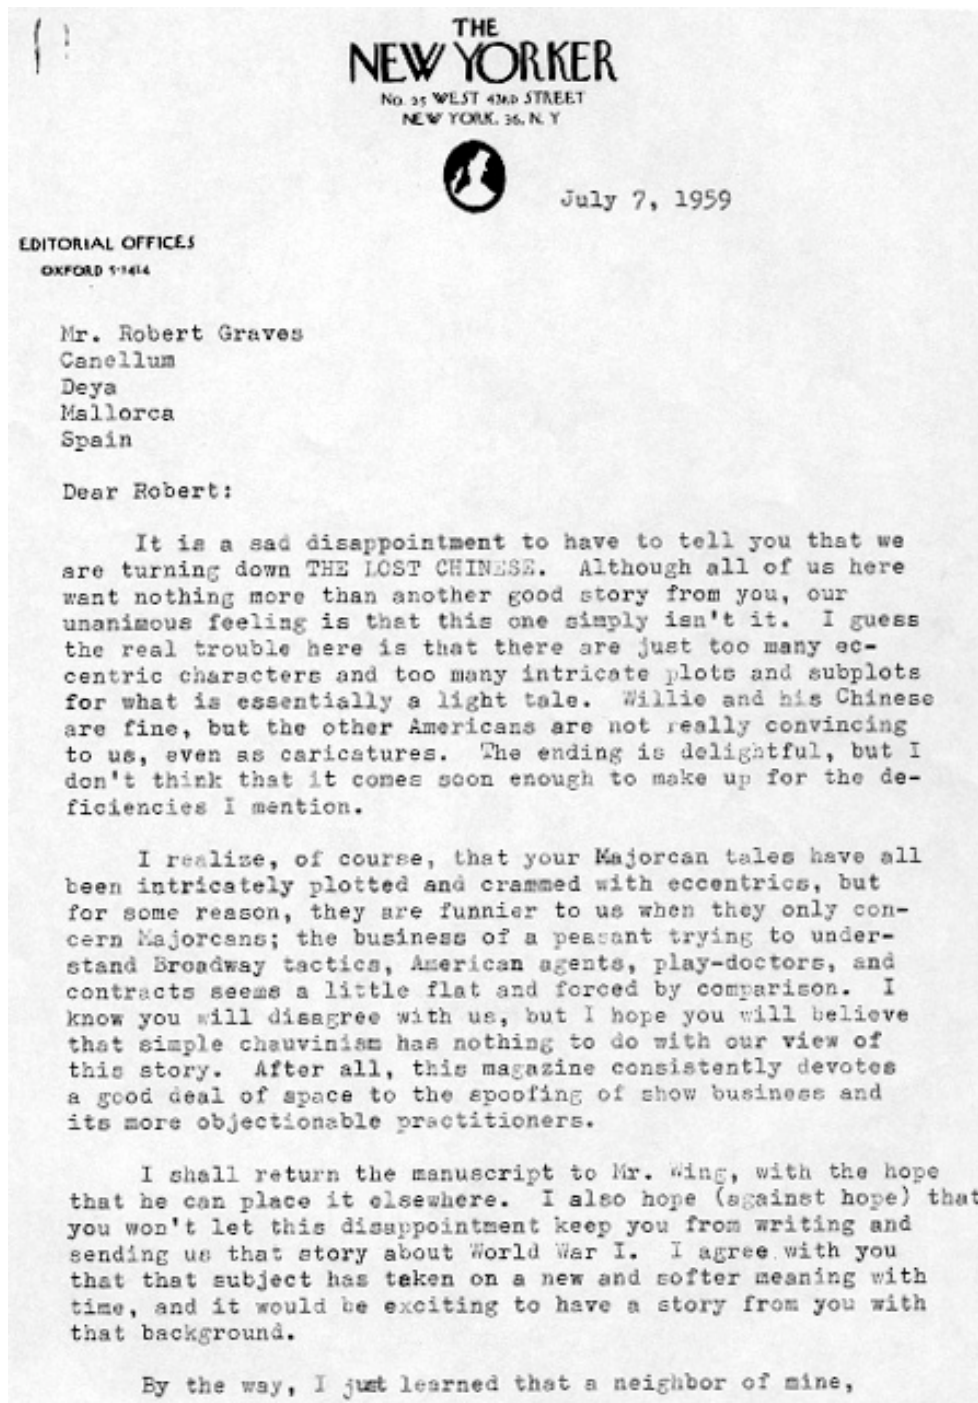 THE
NEW YORKER
No. 25 WEST 43RD STREET
NEW YORK, 36, N. Y
July 7, 1959
EDITORIAL OFFICES
OXFORD 5-1414
Mr. Robert Graves
Canellum
Deya
Mallorca
Spain
Dear Robert:
It is a sad disappointment to have to tell you that we
are turning down THE LOST CHINESE. Although all of us here
want nothing more than another good story from you, our
unanimous feeling is that this one simply isn't it. I guess
the real trouble here is that there are just too many ec-
centric characters and too many intricate plots and subplots
for what is essentially a light tale. Willie and his Chinese
are fine, but the other Americans are not really convincing
to us, even as caricatures. The ending is delightful, but I
don't think that it comes soon enough to make up for the de-
ficiencies I mention.
I realize, of course, that your Majorcan tales have all
been intricately plotted and crammed with eccentrics, but
for some reason, they are funnier to us when they only con-
cern Majorcans; the business of a peasant trying to under-
stand Broadway tactics, American agents, play-doctors, and
contracts seems a little flat and forced by comparison. I
know you will disagree with us, but I hope you will believe
that simple chauvinism has nothing to do with our view of
this story. After all, this magazine consistently devotes
a good deal of space to the spoofing of show business and
its more objectionable practitioners.
I shall return the manuscript to Mr. Wing, with the hope
that he can place it elsewhere. I also hope (against hope) that
you won't let this disappointment keep you from writing and
sending us that story about World War I. I agree with you
that that subject has taken on a new and softer meaning with
time, and it would be exciting to have a story from you with
that background.
By the way, I just learned that a neighbor of mine,